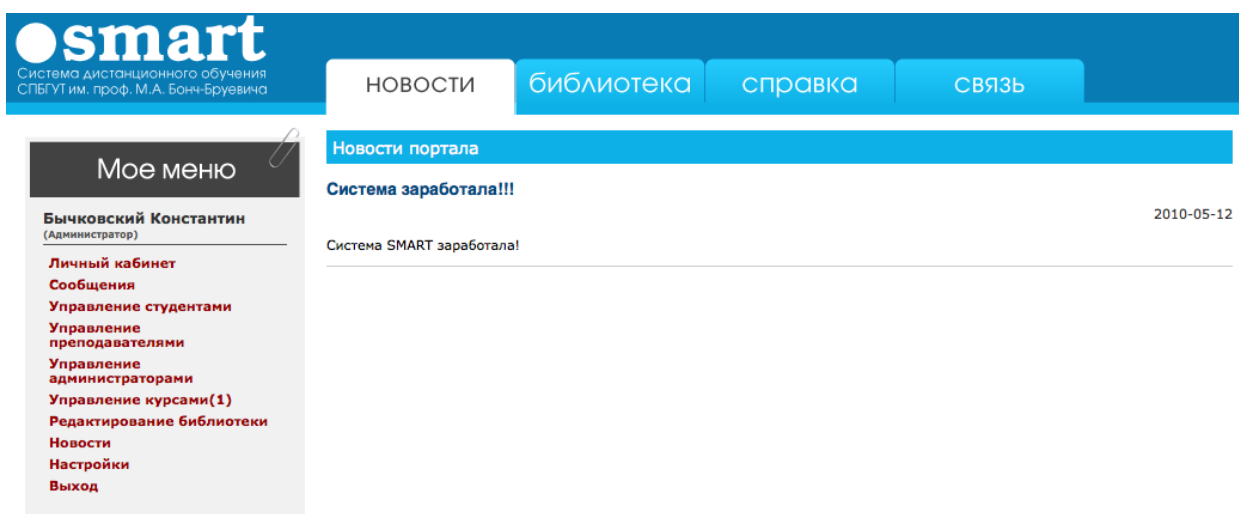 smart
Система дистанционного обучения
СПБГУТ им. проф. М.А. Бонч-Бруевича
новости
библиотека
справка
связь
Мое меню
Бычковский Константин
(Администратор)
Личный кабинет
Сообщения
Управление студентами
Управление
преподавателями
Управление
администраторами
Управление курсами(1)
Редактирование библиотеки
Новости
Настройки
Выход
Новости портала
Система заработала!!!
2010-05-12
Система SMART заработала!